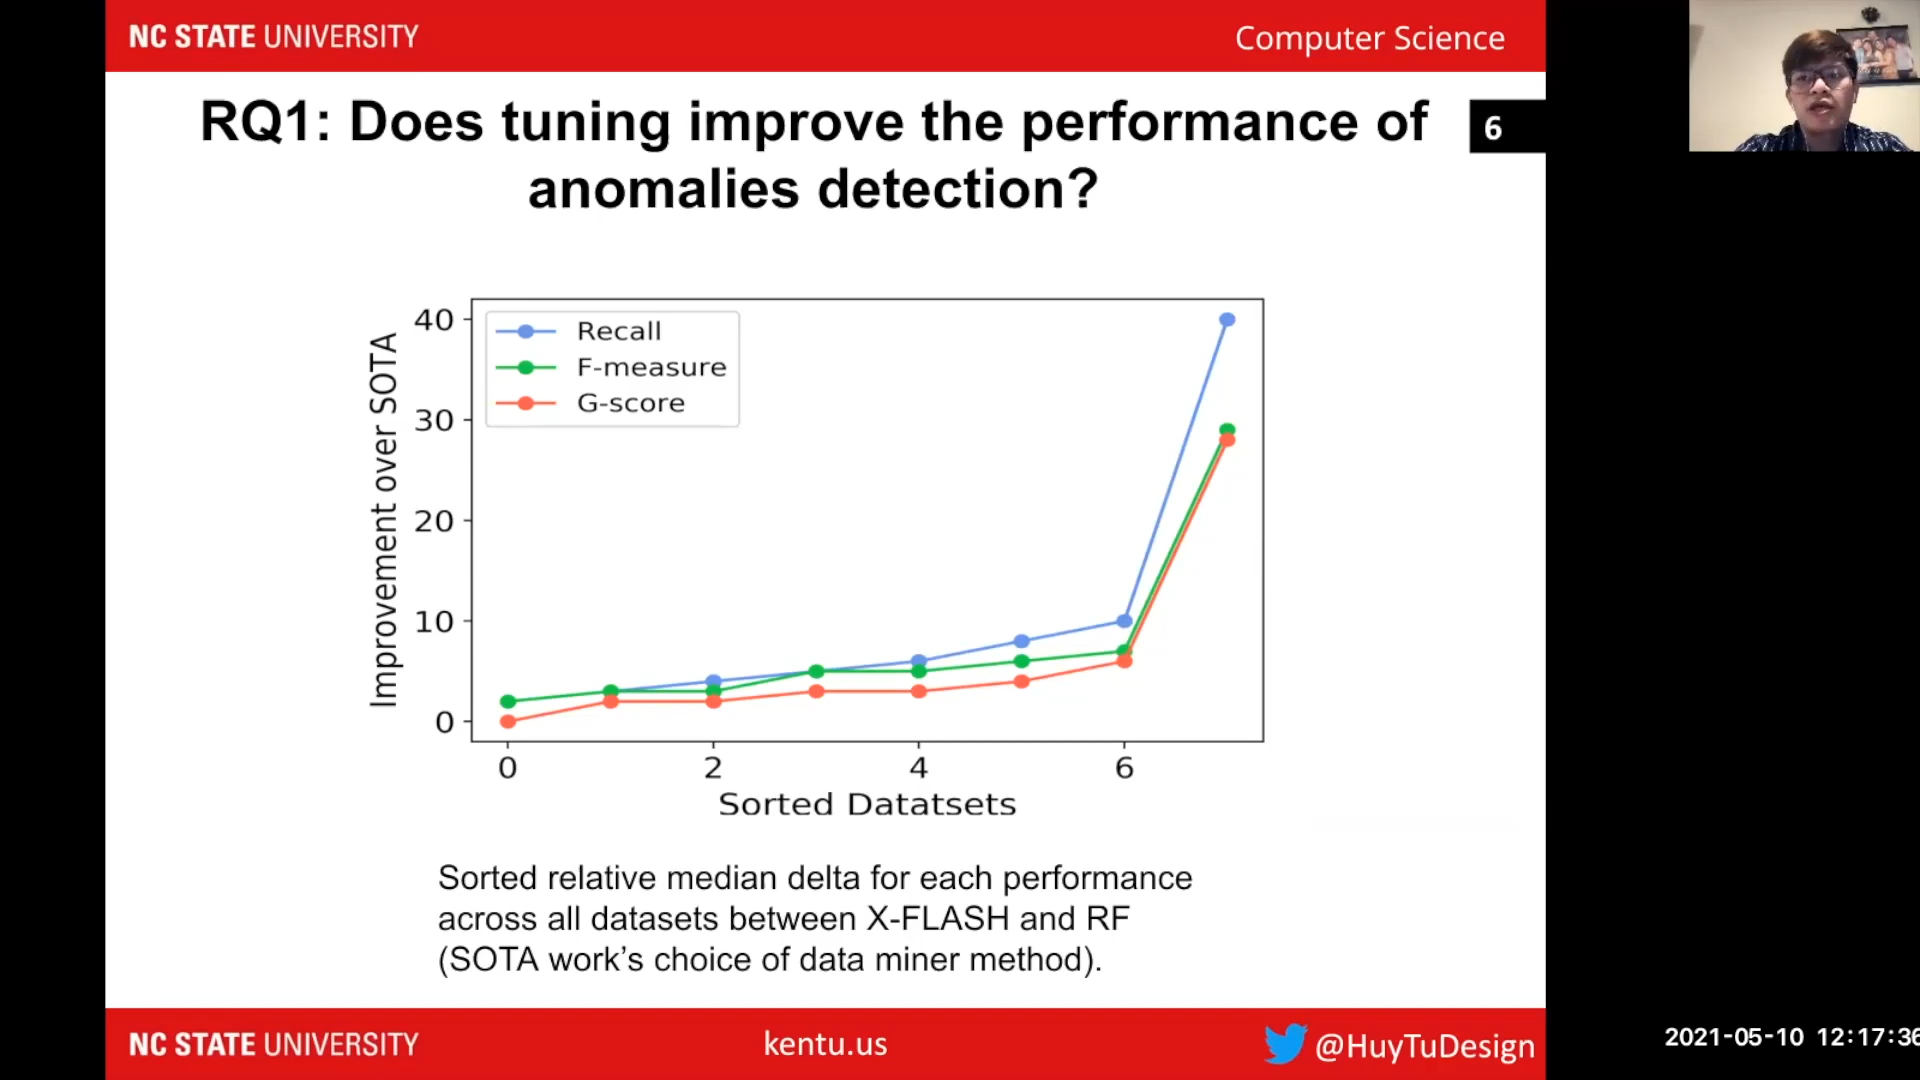 NC STATE UNIVERSITY
Computer Science
RQ1: Does tuning improve the performance of
anomalies detection?
6
Improvement over SOTA
40
30
20
10
0
Recall
F-measure
G-score
0 2 4 6
Sorted Datatsets
Sorted relative median delta for each performance
across all datasets between X-FLASH and RF
(SOTA work’s choice of data miner method).
NC STATE UNIVERSITY
kentu.us
@HuyTuDesign
2021-05-10 12:17:36